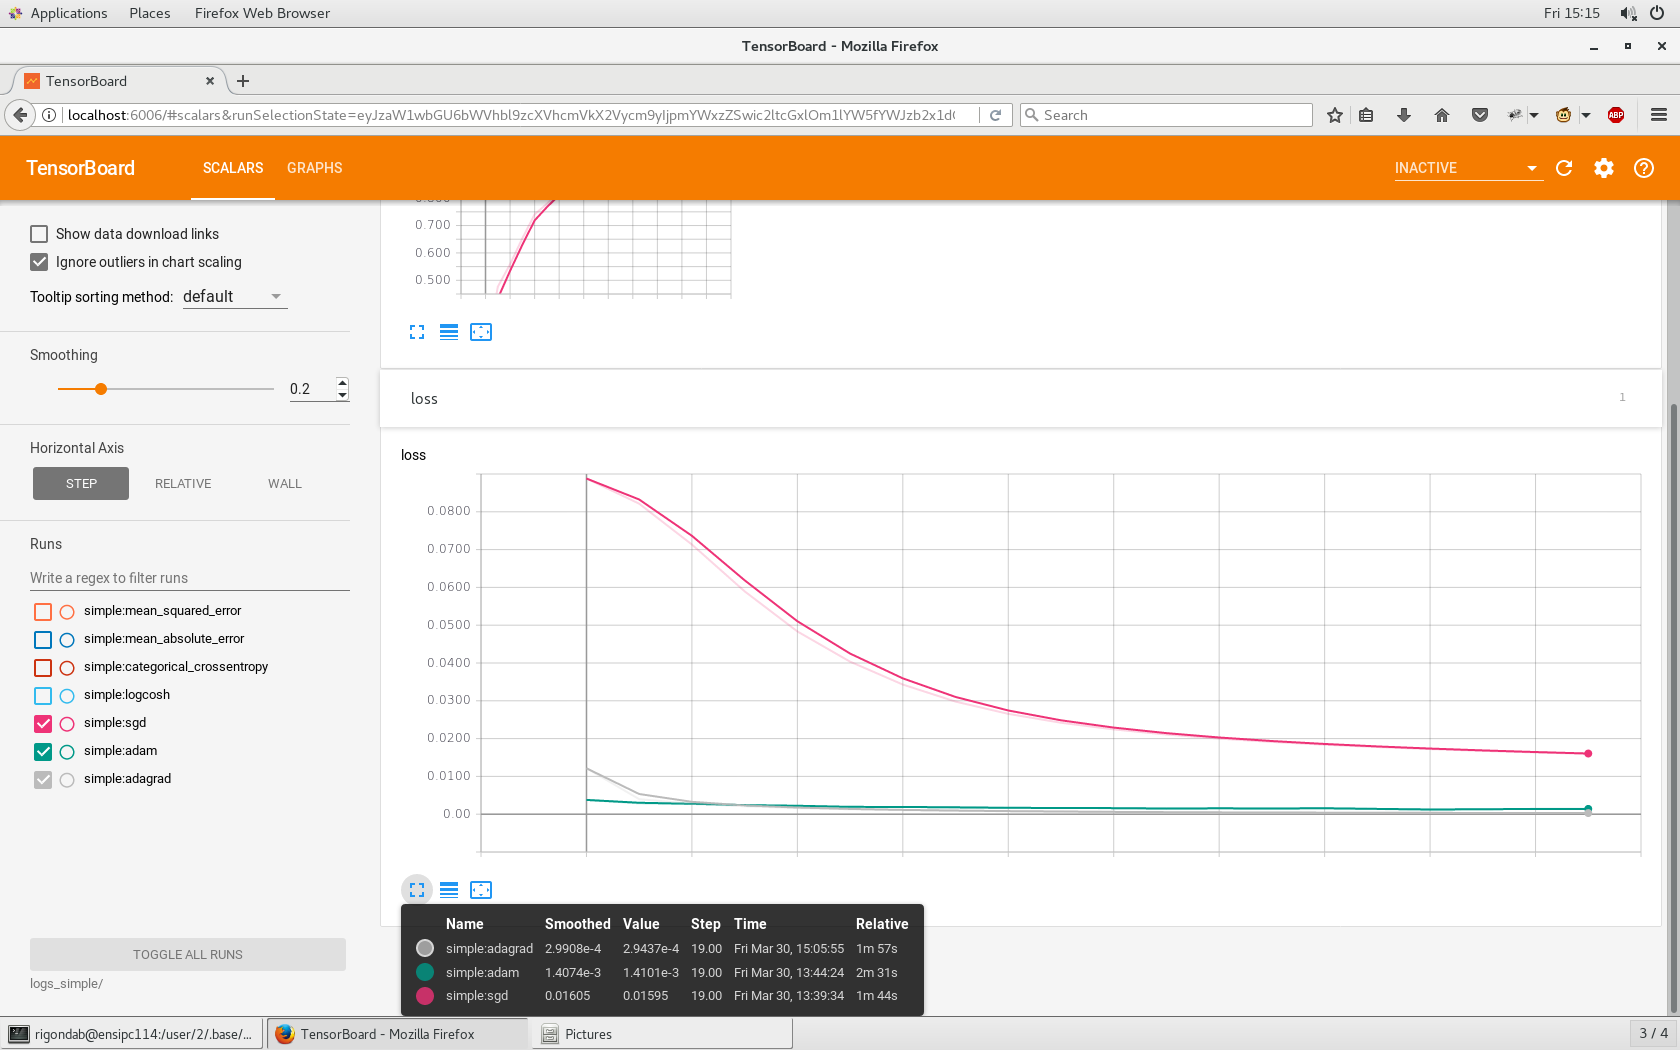 Applications Places Firefox Web Browser Fri 15:15
TensorBoard - Mozilla Firefox
TensorBoard
localhost:6006/#scalars&runSelectionState=eyJzaW1wbGU6bWVhbl9zcXVhcmVkX2Vycm9yIjpmYWxzZSwic2ltcGxlOm1lYW5fYWJzb2x1d Search
ABP
TensorBoard SCALARS GRAPHS INACTIVE
Show data download links
Ignore outliers in chart scaling
Tooltip sorting method: default
Smoothing
0.2
Horizontal Axis
STEP RELATIVE WALL
Runs
Write a regex to filter runs
simple:mean_squared_error
simple:mean_absolute_error
simple:categorical_crossentropy
simple:logcosh
simple:sgd
simple:adam
simple:adagrad
TOGGLE ALL RUNS
logs_simple/
0.800
0.700
0.600
0.500
loss 1
loss
0.0800
0.0700
0.0600
0.0500
0.0400
0.0300
0.0200
0.0100
0.00
Name Smoothed Value Step Time Relative
simple:adagrad 2.9908e-4 2.9437e-4 19.00 Fri Mar 30, 15:05:55 1m 57s
simple:adam 1.4074e-3 1.4101e-3 19.00 Fri Mar 30, 13:44:24 2m 31s
simple:sgd 0.01605 0.01595 19.00 Fri Mar 30, 13:39:34 1m 44s
rigondab@ensipc114:/user/2/.base/... TensorBoard - Mozilla Firefox Pictures 3 / 4